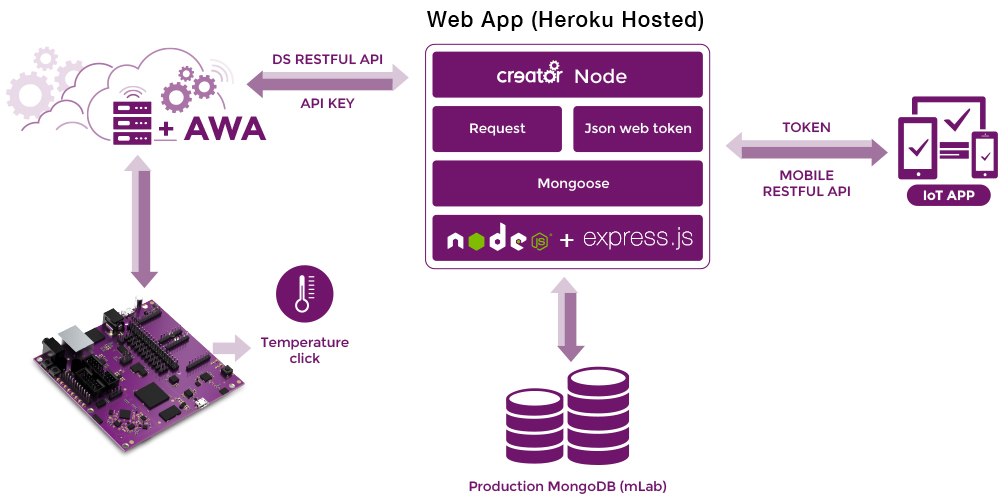 Web App (Heroku Hosted)
DS RESTFUL API
API KEY
+ AWA
creator Node
Request
Json web token
Mongoose
node JS + express.js
TOKEN
MOBILE
RESTFUL API
IoT APP
Temperature
click
Production MongoDB (mLab)